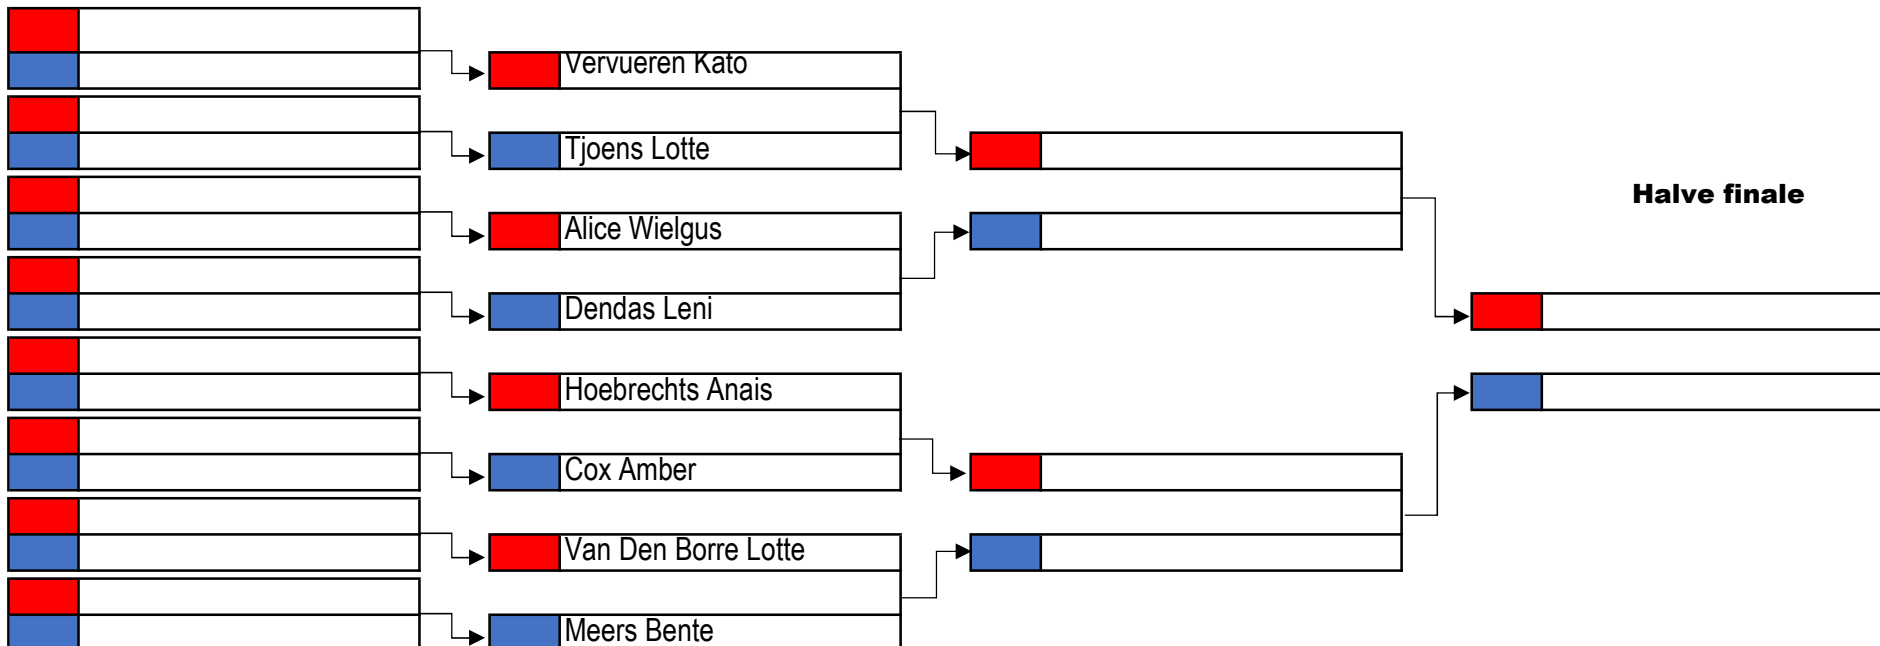 Vervueren Kato
Tjoens Lotte
Halve finale
Alice Wielgus
Dendas Leni
Hoebrechts Anais
Cox Amber
Van Den Borre Lotte
Meers Bente